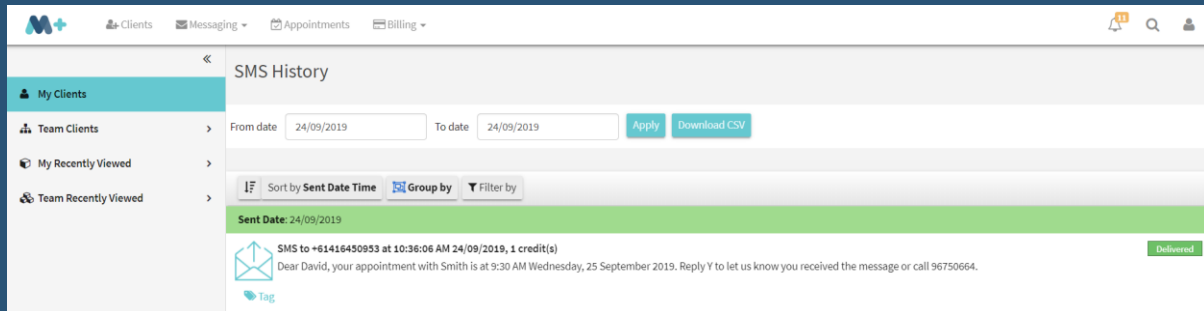 M+ Clients Messaging Appointments Billing 11
«
SMS History
My Clients
Team Clients
My Recently Viewed
Team Recently Viewed
From date 24/09/2019 To date 24/09/2019 Apply Download CSV
Sort by Sent Date Time Group by Filter by
Sent Date: 24/09/2019
SMS to +61416450953 at 10:36:06 AM 24/09/2019, 1 credit(s) Delivered
Dear David, your appointment with Smith is at 9:30 AM Wednesday, 25 September 2019. Reply Y to let us know you received the message or call 96750664.
Tag